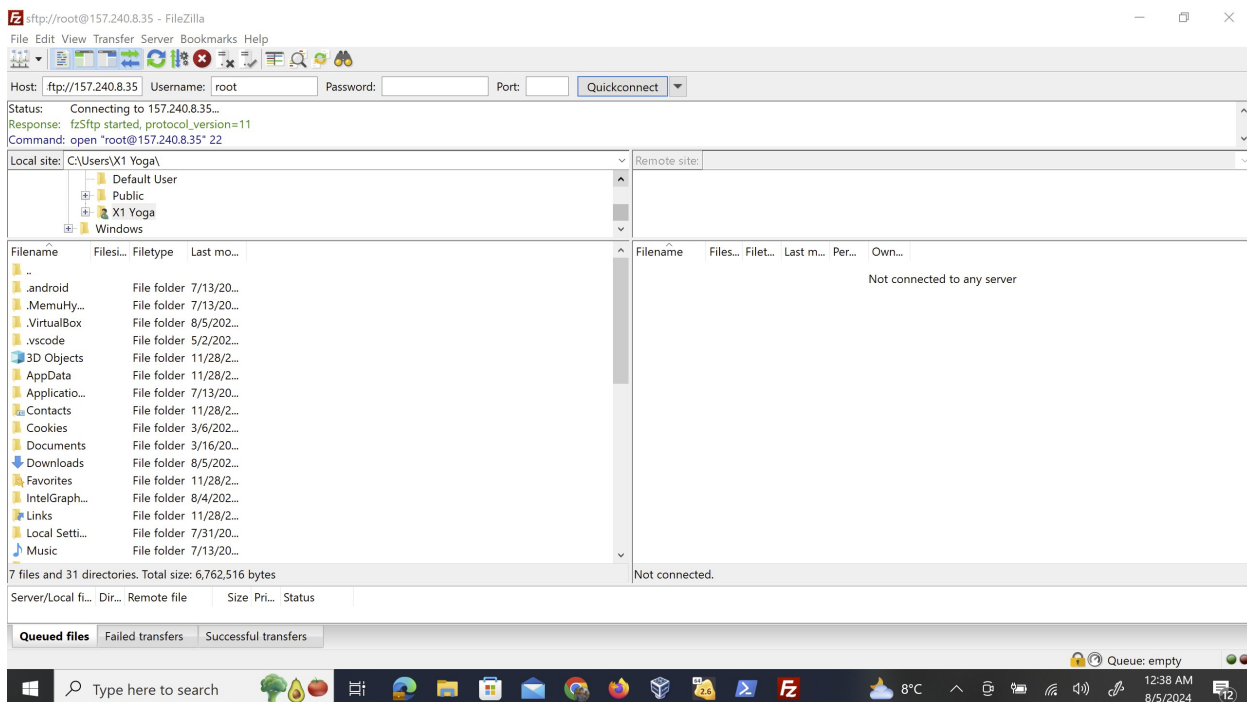 sftp://root@157.240.8.35 - FileZilla
File Edit View Transfer Server Bookmarks Help
Host: ftp://157.240.8.35 Username: root Password: Port: Quickconnect
Status: Connecting to 157.240.8.35...
Response: fzSftp started, protocol_version=11
Command: open "root@157.240.8.35" 22
Local site: C:\Users\X1 Yoga\ Remote site:
Default User
Public
X1 Yoga
Windows
Filename Filesi... Filetype Last mo...
..
.android File folder 7/13/20...
.MemuHy... File folder 7/13/20...
.VirtualBox File folder 8/5/202...
.vscode File folder 5/2/202...
3D Objects File folder 11/28/2...
AppData File folder 11/28/2...
Applicatio... File folder 7/13/20...
Contacts File folder 11/28/2...
Cookies File folder 3/6/202...
Documents File folder 3/16/20...
Downloads File folder 8/5/202...
Favorites File folder 11/28/2...
IntelGraph... File folder 8/4/202...
Links File folder 11/28/2...
Local Setti... File folder 7/31/20...
Music File folder 7/13/20...
7 files and 31 directories. Total size: 6,762,516 bytes
Filename Files... Filet... Last m... Per... Own...
Not connected to any server
Not connected.
Server/Local fi... Dir... Remote file Size Pri... Status
Queued files Failed transfers Successful transfers
Queue: empty
Type here to search
64
2.6
8°C
12:38 AM
8/5/2024
12